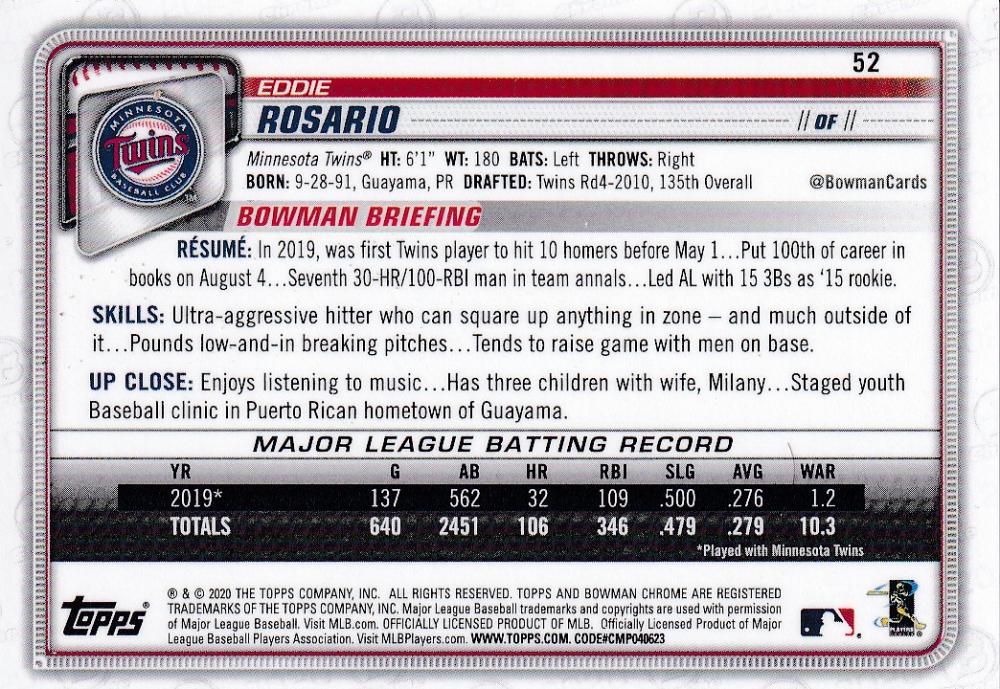 52
EDDIE
ROSARIO // OF //
MINNESOTA
Twins
BASEBALL CLUB
TM
Minnesota Twins® HT: 6'1" WT: 180 BATS: Left THROWS: Right
BORN: 9-28-91, Guayama, PR DRAFTED: Twins Rd4-2010, 135th Overall @BowmanCards
BOWMAN BRIEFING
RÉSUMÉ: In 2019, was first Twins player to hit 10 homers before May 1...Put 100th of career in
books on August 4...Seventh 30-HR/100-RBI man in team annals...Led AL with 15 3Bs as '15 rookie.
SKILLS: Ultra-aggressive hitter who can square up anything in zone – and much outside of
it...Pounds low-and-in breaking pitches...Tends to raise game with men on base.
UP CLOSE: Enjoys listening to music...Has three children with wife, Milany...Staged youth
Baseball clinic in Puerto Rican hometown of Guayama.
MAJOR LEAGUE BATTING RECORD
YR G AB HR RBI SLG AVG WAR
2019* 137 562 32 109 .500 .276 1.2
TOTALS 640 2451 106 346 .479 .279 10.3
*Played with Minnesota Twins
topps®
® & © 2020 THE TOPPS COMPANY, INC. ALL RIGHTS RESERVED. TOPPS AND BOWMAN CHROME ARE REGISTERED
TRADEMARKS OF THE TOPPS COMPANY, INC. Major League Baseball trademarks and copyrights are used with permission
of Major League Baseball. Visit MLB.com. OFFICIALLY LICENSED PRODUCT OF MLB. Officially Licensed Product of Major
League Baseball Players Association. Visit MLBPlayers.com. WWW.TOPPS.COM. CODE#CMP040623